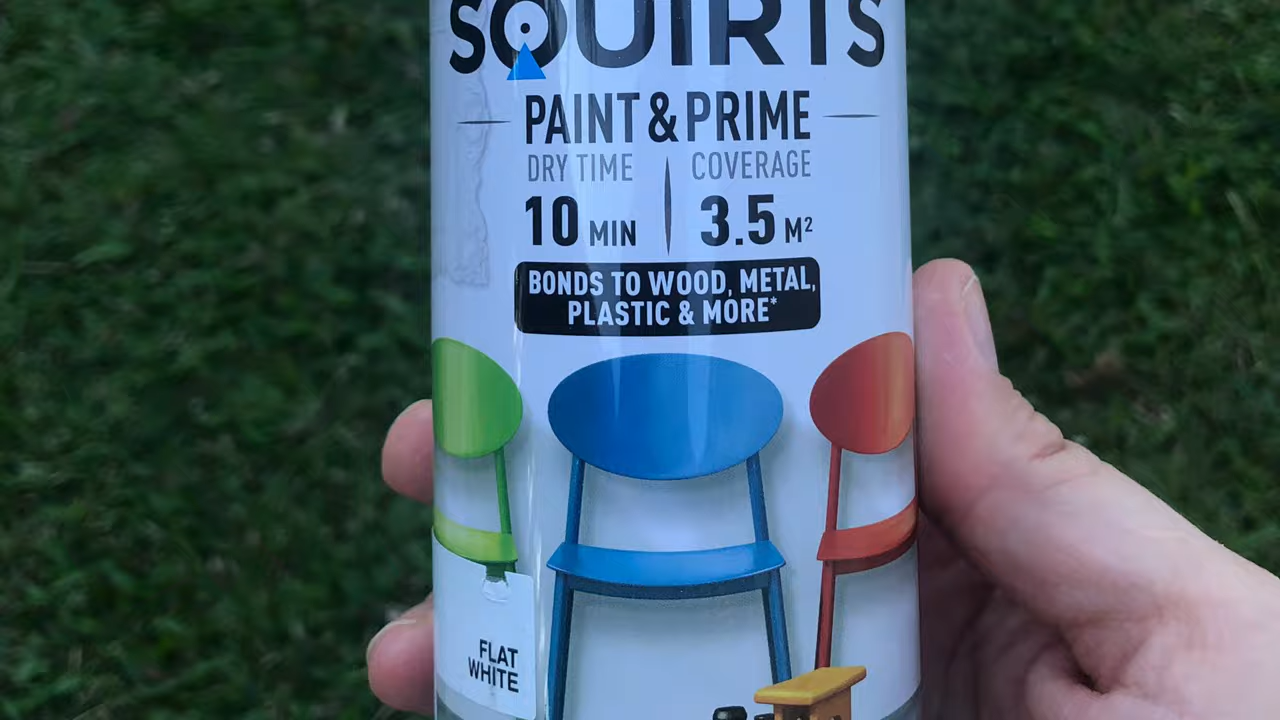 SQUIRTS
PAINT & PRIME
DRY TIME
10 MIN
COVERAGE
3.5 M²
BONDS TO WOOD, METAL,
PLASTIC & MORE*
FLAT
WHITE